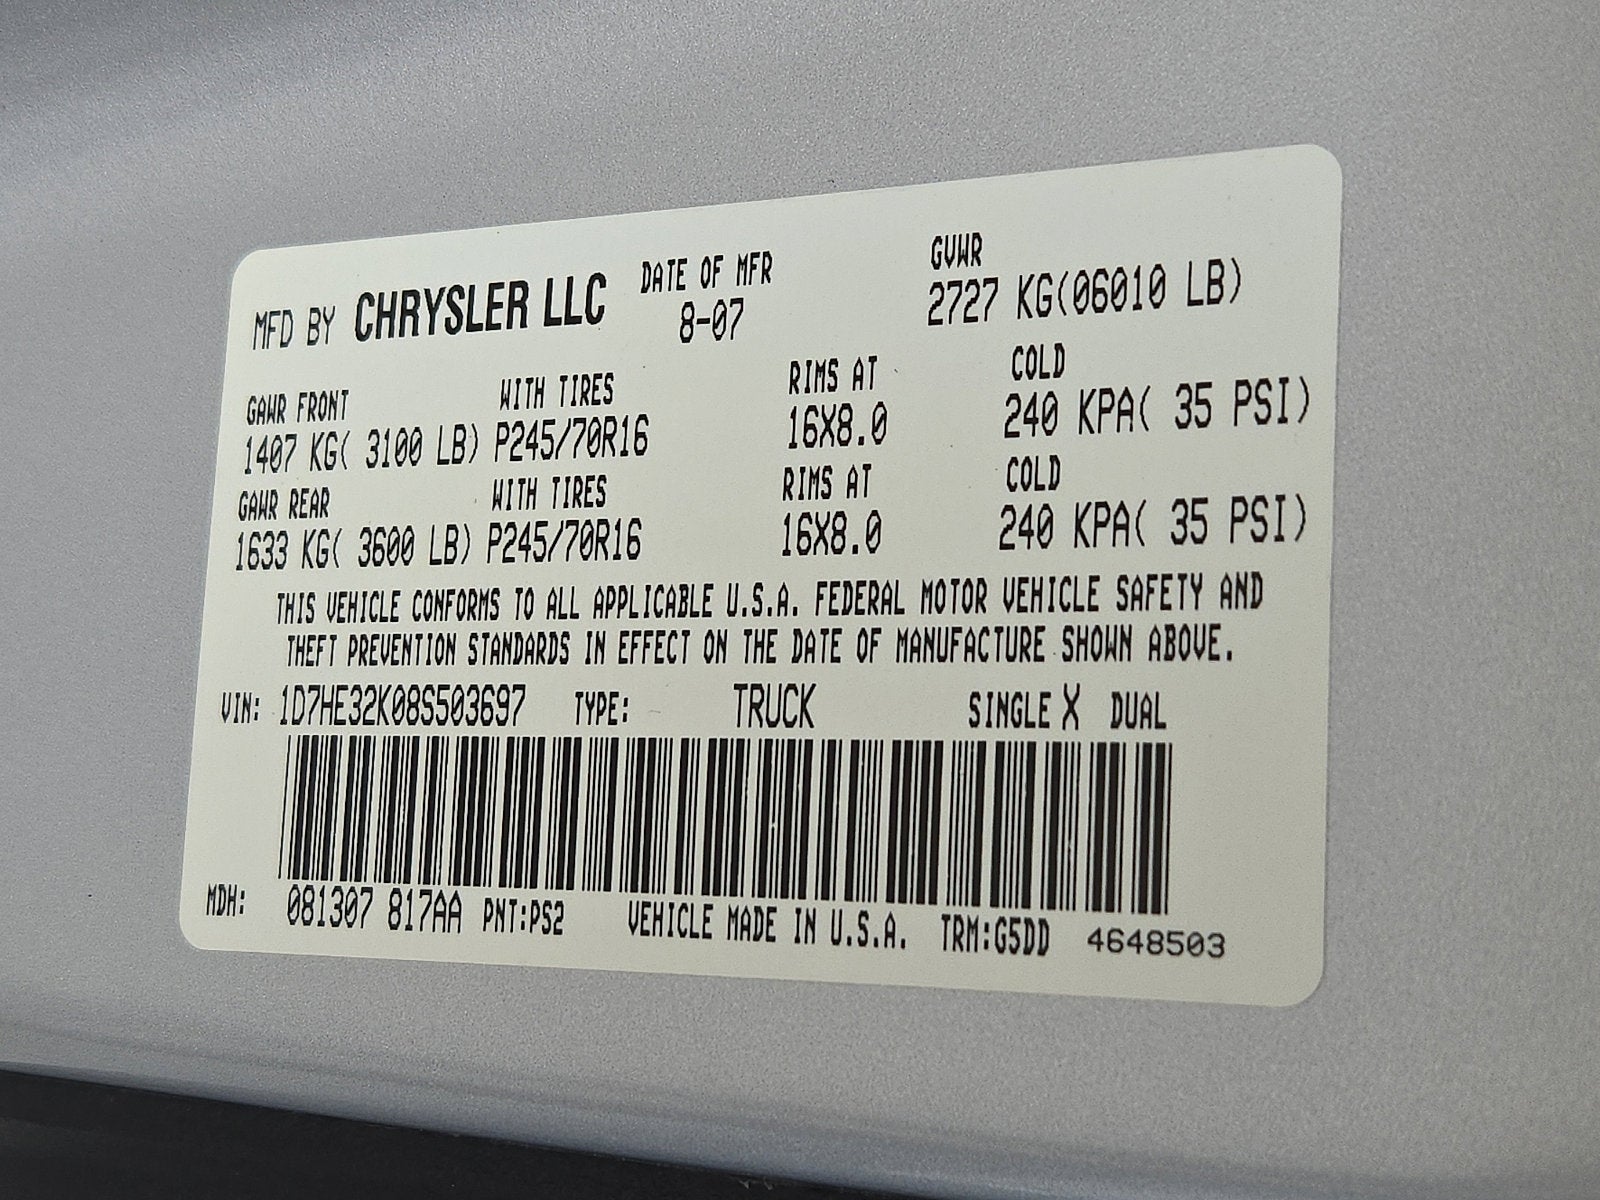 MFD BY CHRYSLER LLC DATE OF MFR 8-07 GVWR 2727 KG(06010 LB)
GAWR FRONT WITH TIRES RIMS AT COLD
1407 KG( 3100 LB) P245/70R16 16X8.0 240 KPA( 35 PSI)
GAWR REAR WITH TIRES RIMS AT COLD
1633 KG( 3600 LB) P245/70R16 16X8.0 240 KPA( 35 PSI)
THIS VEHICLE CONFORMS TO ALL APPLICABLE U.S.A. FEDERAL MOTOR VEHICLE SAFETY AND
THEFT PREVENTION STANDARDS IN EFFECT ON THE DATE OF MANUFACTURE SHOWN ABOVE.
VIN: 1D7HE32K08S503697 TYPE: TRUCK SINGLE X DUAL
MDH: 081307 817AA PNT:PS2 VEHICLE MADE IN U.S.A. TRM:G5DD 4648503